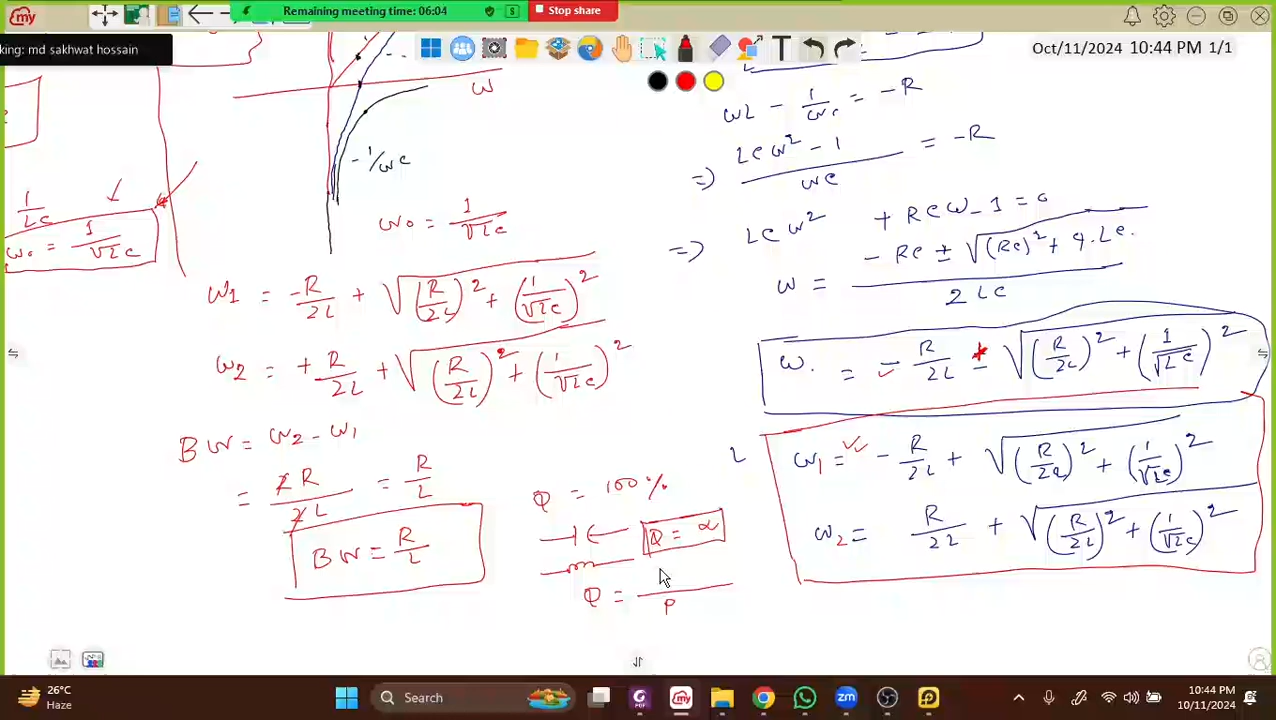 Remaining meeting time: 06:04
Stop share
king: md sakhwat hossain
Oct/11/2024 10:44 PM 1/1
ω
-1/ωc
1/LC
ω₀ = 1/√LC
ω₀ = 1/√LC
ω₁ = -R/2L + √((R/2L)² + (1/√LC)²)
ω₂ = +R/2L + √((R/2L)² + (1/√LC)²)
BW = ω₂ - ω₁
= 2R/2L = R/L
BW = R/L
Q = 100%
Q = α
Q = /P
ωL - 1/ωc = -R
=> LCω² - 1 / ωc = -R
=> LCω² + RCω - 1 = 0
ω = -RC ± √((RC)² + 4.LC) / 2LC
ω. = - R/2L ± √((R/2L)² + (1/√LC)²)
ω₁ = - R/2L + √((R/2L)² + (1/√LC)²)
ω₂ = R/2L + √((R/2L)² + (1/√LC)²)
26°C
Haze
Search
10:44 PM
10/11/2024